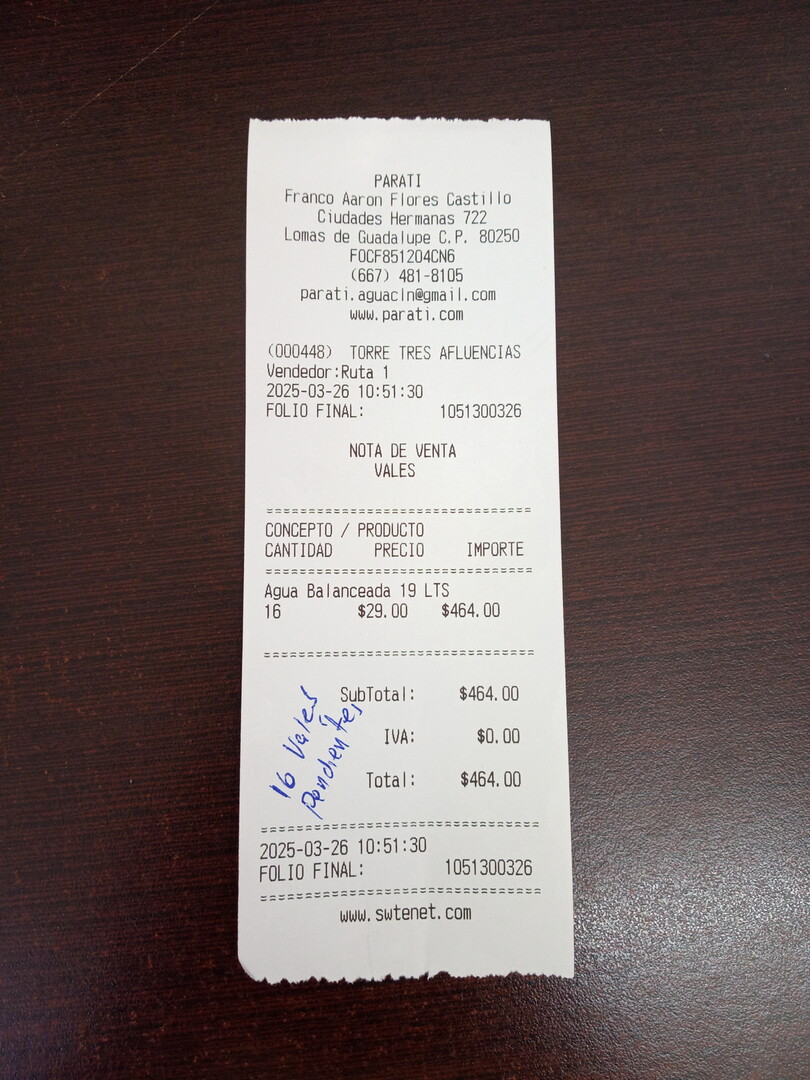 PARATI
Franco Aaron Flores Castillo
Ciudades Hermanas 722
Lomas de Guadalupe C.P. 80250
FOCF851204CN6
(667) 481-8105
parati.aguacln@gmail.com
www.parati.com
(000448) TORRE TRES AFLUENCIAS
Vendedor:Ruta 1
2025-03-26 10:51:30
FOLIO FINAL: 1051300326
NOTA DE VENTA
VALES
================================
CONCEPTO / PRODUCTO
CANTIDAD PRECIO IMPORTE
================================
Agua Balanceada 19 LTS
16 $29.00 $464.00
================================
SubTotal: $464.00
IVA: $0.00
Total: $464.00
16 Vales
pendientes
================================
2025-03-26 10:51:30
FOLIO FINAL: 1051300326
================================
www.swtenet.com